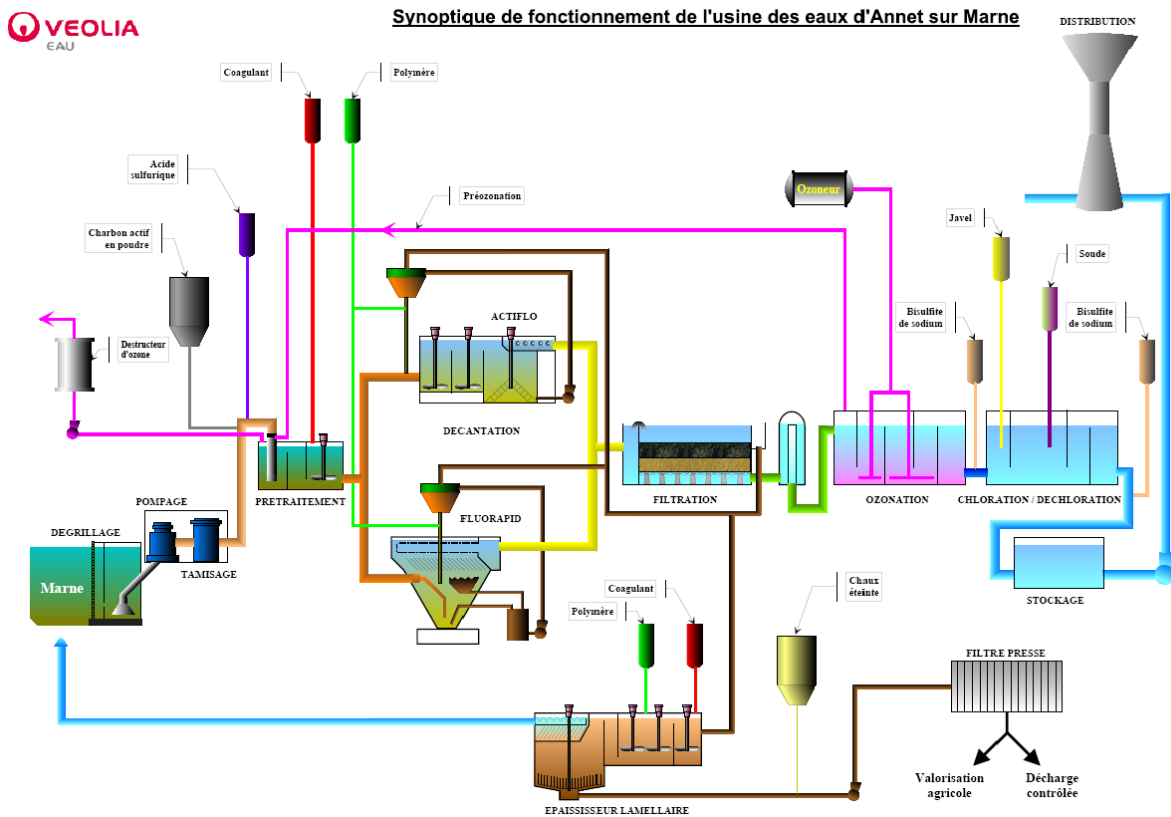 VEOLIA
EAU
Synoptique de fonctionnement de l'usine des eaux d'Annet sur Marne
DISTRIBUTION
Coagulant
Polymère
Acide
sulfurique
Préozonation
Ozoneur
Javel
Charbon actif
en poudre
Soude
Bisulfite
de sodium
Bisulfite
de sodium
ACTIFLO
Destructeur
d'ozone
DECANTATION
PRETRAITEMENT
FILTRATION
OZONATION
CHLORATION / DECHLORATION
POMPAGE
DEGRILLAGE
FLUORAPID
TAMISAGE
Marne
STOCKAGE
Coagulant
Polymère
Chaux
éteinte
FILTRE PRESSE
Valorisation
agricole
Décharge
contrôlée
EPAISSISSEUR LAMELLAIRE